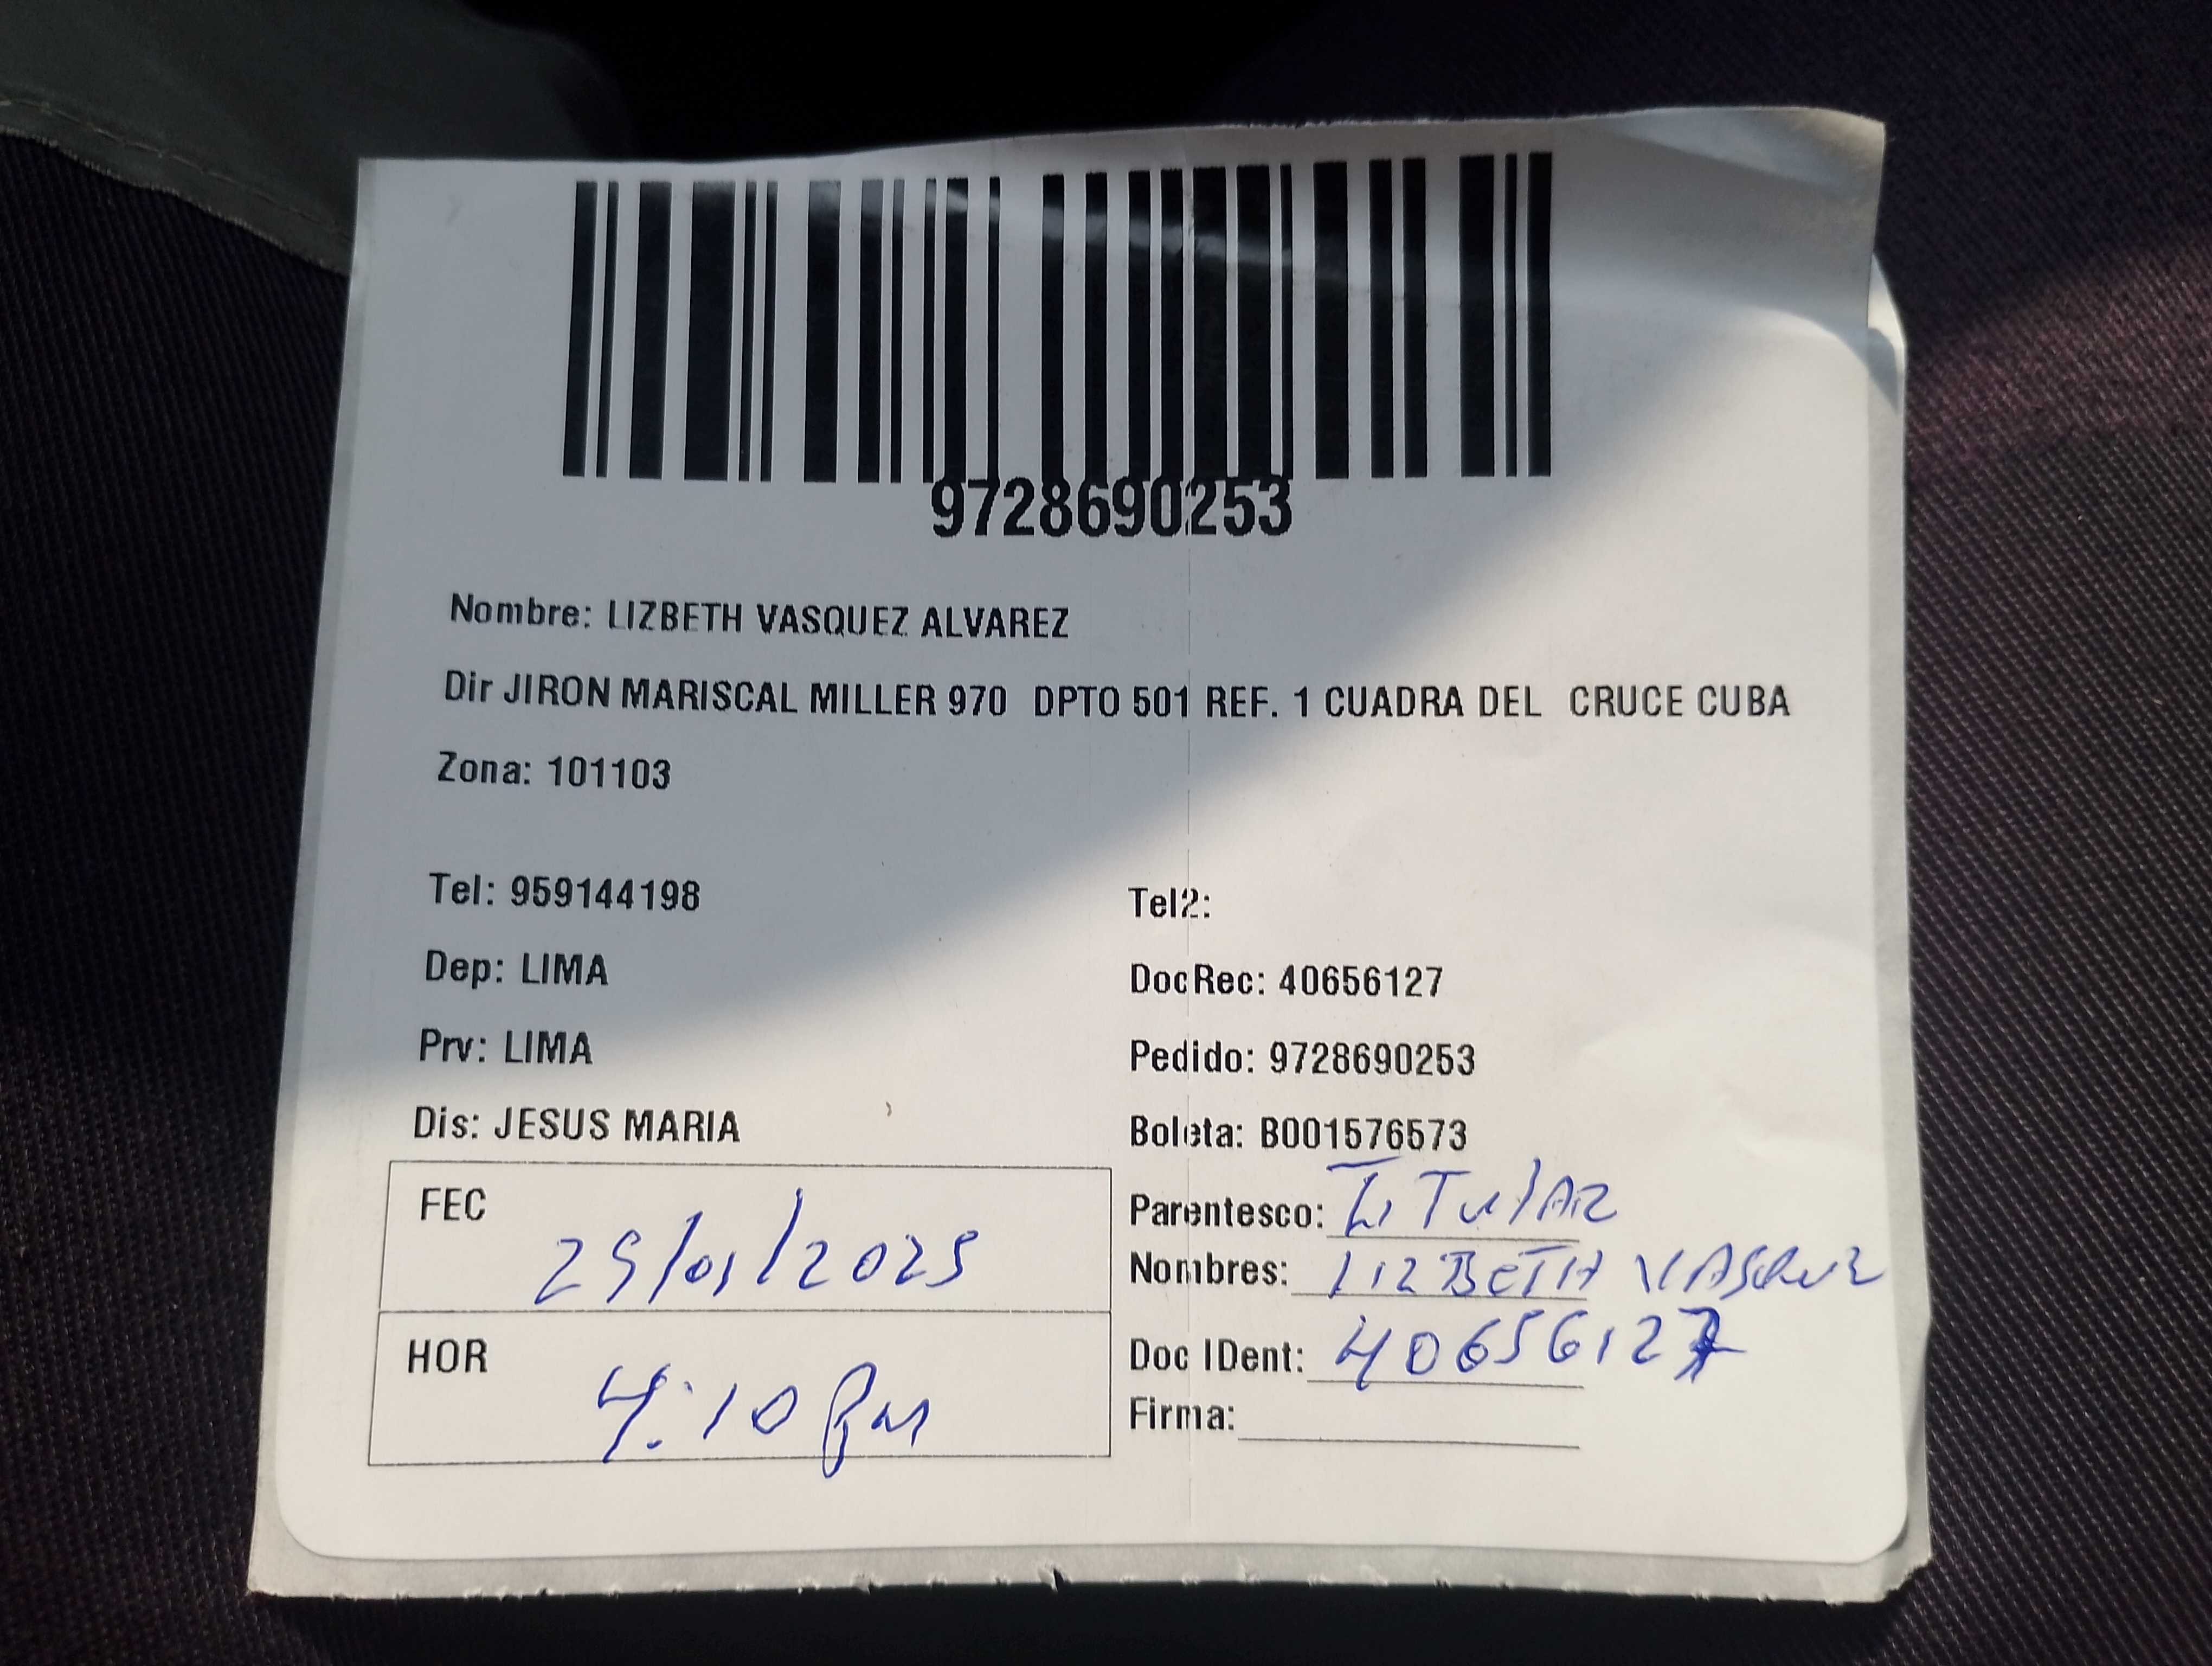 9728690253
Nombre: LIZBETH VASQUEZ ALVAREZ
Dir JIRON MARISCAL MILLER 970 DPTO 501 REF. 1 CUADRA DEL CRUCE CUBA
Zona: 101103
Tel: 959144198
Tel2:
Dep: LIMA
DocRec: 40656127
Prv: LIMA
Pedido: 9728690253
Dis: JESUS MARIA
Boleta: B001576573
FEC 25/01/2025
Parentesco: TiTulAR
Nombres: LIZBETH VASQUEZ
HOR 4:10 Pm
Doc IDent: 40656127
Firma: